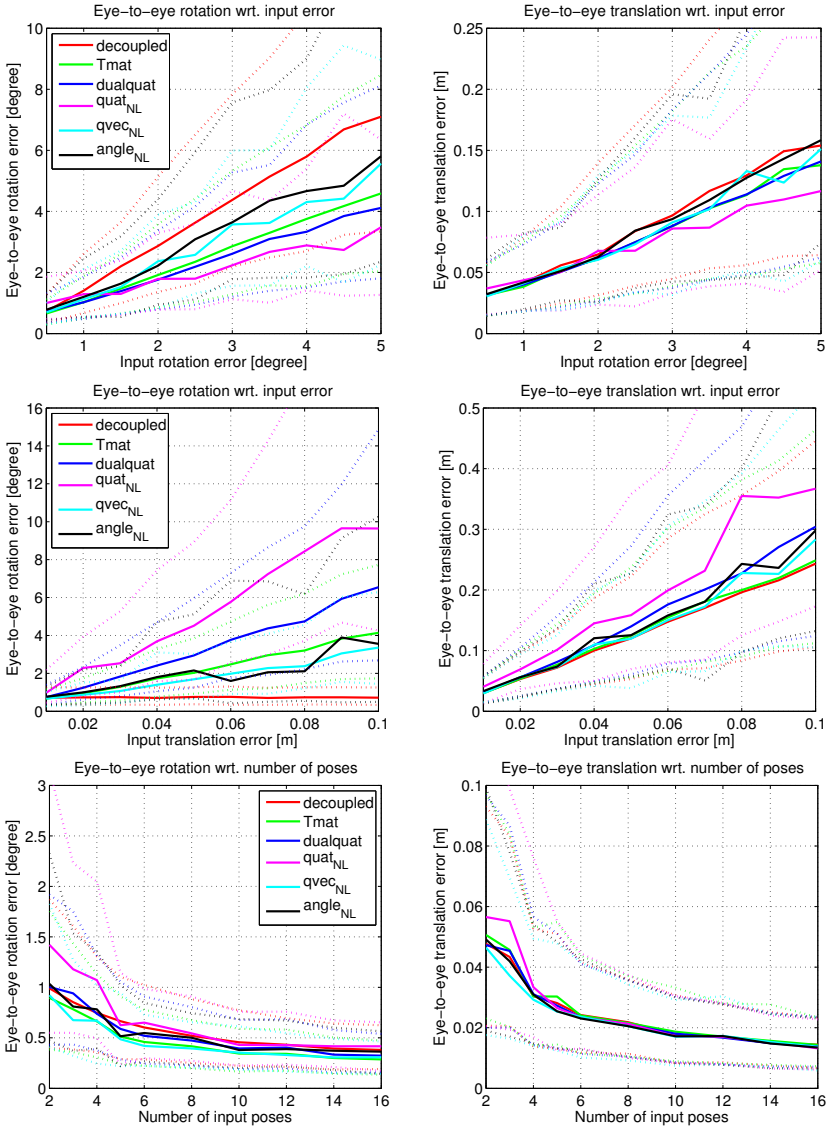 Eye−to−eye rotation wrt. input error
Eye−to−eye rotation error [degree]
10
8
6
4
2
0
decoupled
Tmat
dualquat
quat_NL
qvec_NL
angle_NL
1 2 3 4 5
Input rotation error [degree]
Eye−to−eye translation wrt. input error
Eye−to−eye translation error [m]
0.25
0.2
0.15
0.1
0.05
0
1 2 3 4 5
Input rotation error [degree]
Eye−to−eye rotation wrt. input error
Eye−to−eye rotation error [degree]
16
14
12
10
8
6
4
2
0
decoupled
Tmat
dualquat
quat_NL
qvec_NL
angle_NL
0.02 0.04 0.06 0.08 0.1
Input translation error [m]
Eye−to−eye translation wrt. input error
Eye−to−eye translation error [m]
0.5
0.4
0.3
0.2
0.1
0
0.02 0.04 0.06 0.08 0.1
Input translation error [m]
Eye−to−eye rotation wrt. number of poses
Eye−to−eye rotation error [degree]
3
2.5
2
1.5
1
0.5
0
decoupled
Tmat
dualquat
quat_NL
qvec_NL
angle_NL
2 4 6 8 10 12 14 16
Number of input poses
Eye−to−eye translation wrt. number of poses
Eye−to−eye translation error [m]
0.1
0.08
0.06
0.04
0.02
0
2 4 6 8 10 12 14 16
Number of input poses